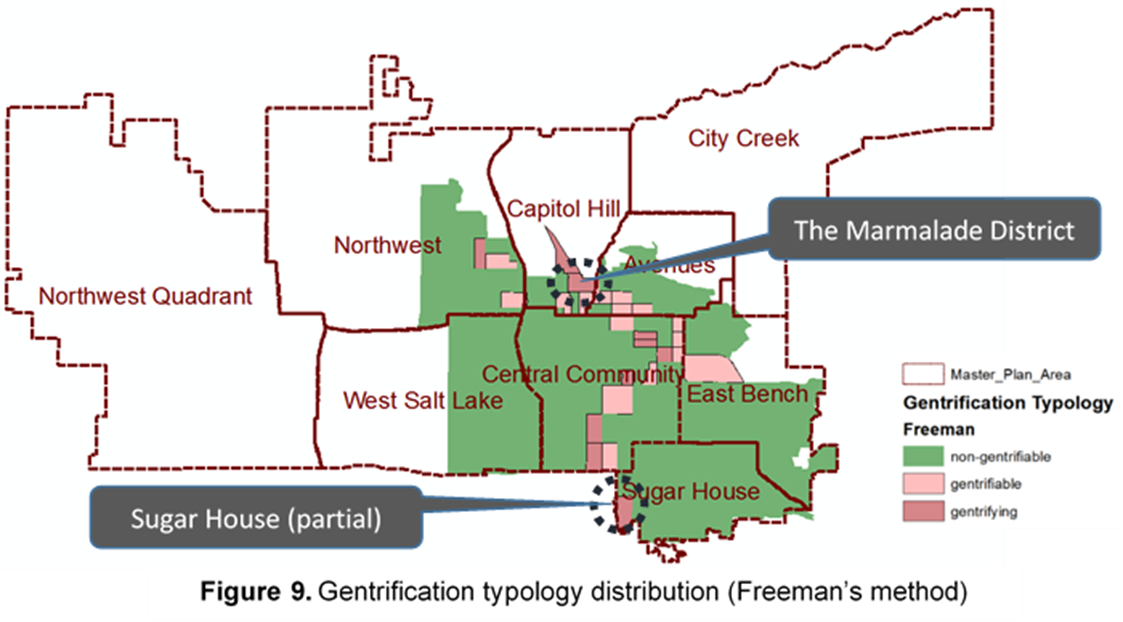 City Creek
Capitol Hill
The Marmalade District
Northwest
Avenues
Northwest Quadrant
Central Community
West Salt Lake
East Bench
Master_Plan_Area
Gentrification Typology
Freeman
non-gentrifiable
gentrifiable
gentrifying
Sugar House
Sugar House (partial)
Figure 9. Gentrification typology distribution (Freeman's method)